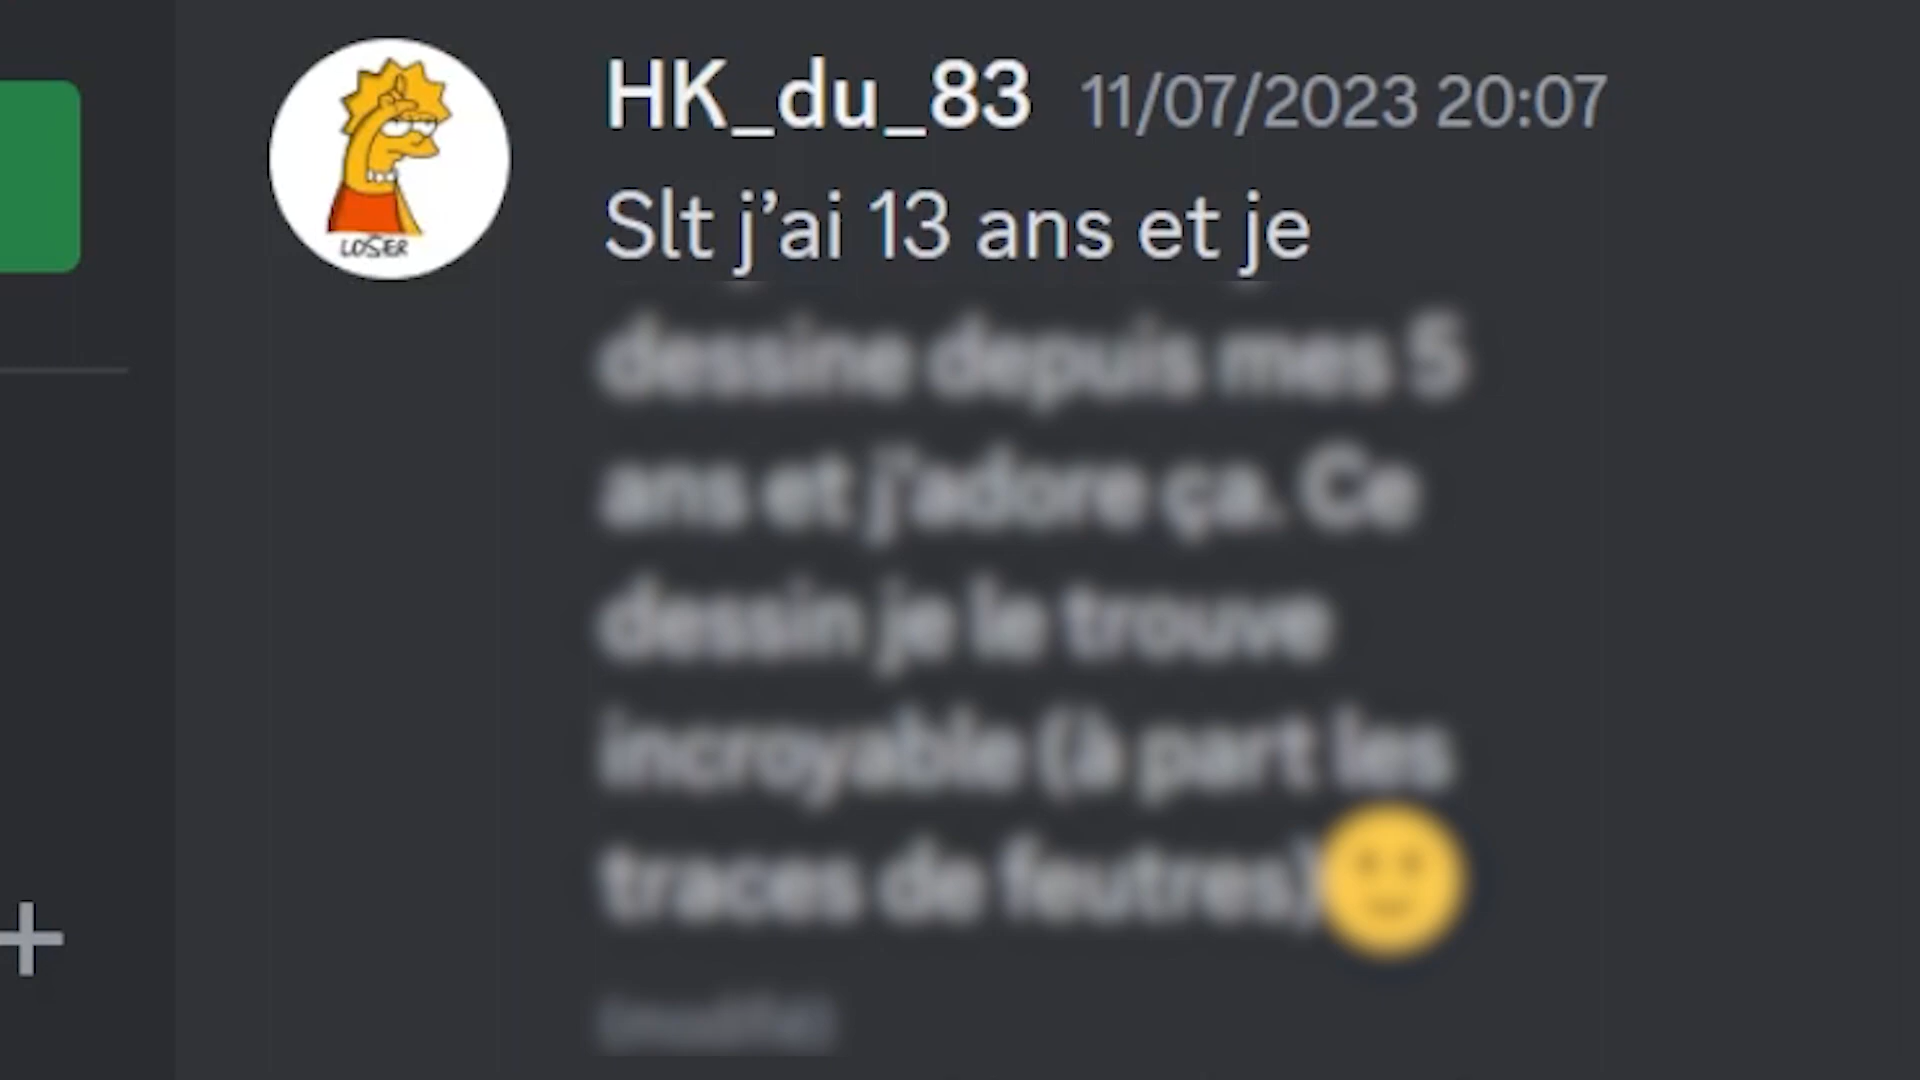 HK_du_83 11/07/2023 20:07
Slt j’ai 13 ans et je
dessine depuis mes 5
ans et j'adore ça. Ce
dessin je le trouve
incroyable (à part les
traces de feutres)🙂
(modifié)
LOSER